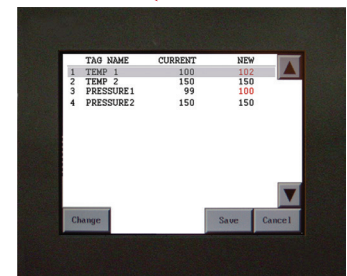 TAG NAME CURRENT NEW
1 TEMP 1 100 102
2 TEMP 2 150 150
3 PRESSURE1 99 100
4 PRESSURE2 150 150
Change Save Cancel